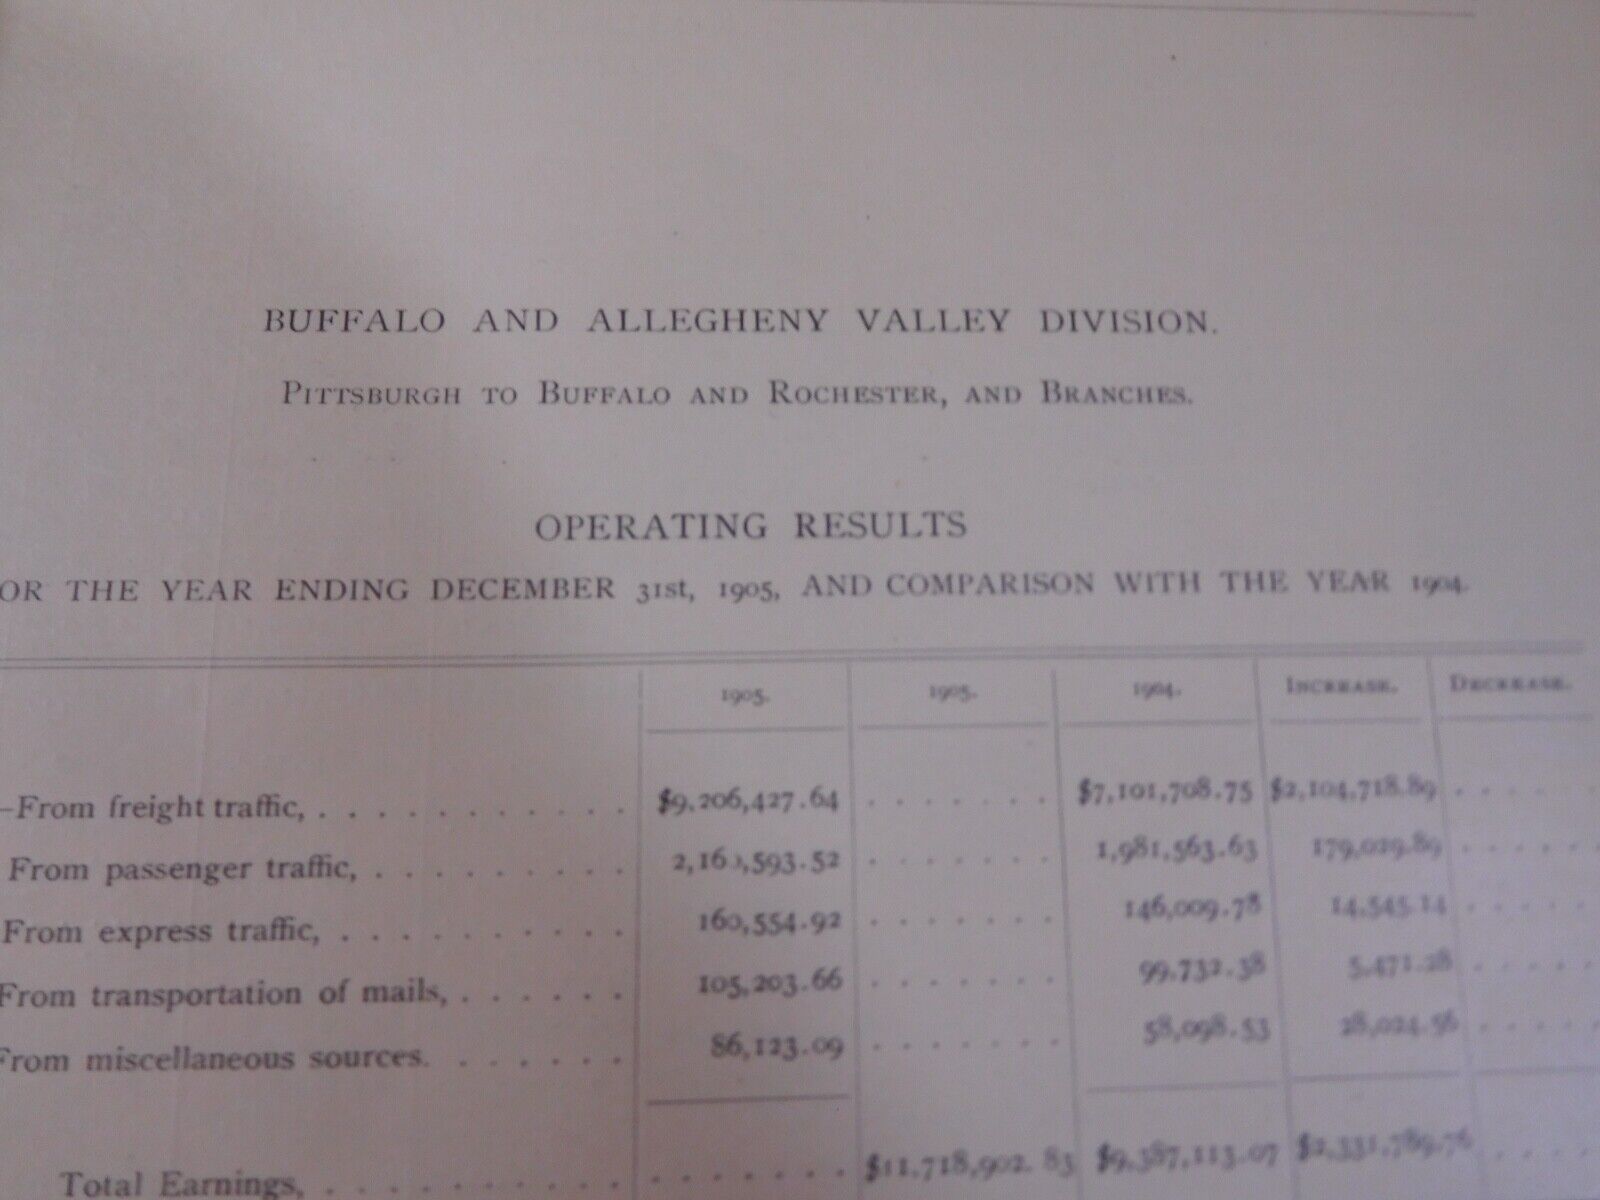 BUFFALO AND ALLEGHENY VALLEY DIVISION.
PITTSBURGH TO BUFFALO AND ROCHESTER, AND BRANCHES.
OPERATING RESULTS
OR THE YEAR ENDING DECEMBER 31st, 1905, AND COMPARISON WITH THE YEAR 1904.
1905. 1905. 1904. INCREASE. DECREASE.
—From freight traffic, . . . . . . . . . . . $9,206,427.64 . . . . . . . $7,101,708.75 $2,104,718.89 . . . . .
From passenger traffic, . . . . . . . . . 2,160,593.52 . . . . . . . 1,981,563.63 179,029.89 . . . . . .
From express traffic, . . . . . . . . . . 160,554.92 . . . . . . . 146,009.78 14,545.14 . . . . .
From transportation of mails, . . . . . . 105,203.66 . . . . . . . 99,732.38 5,471.28 . . . . .
From miscellaneous sources. . . . . . . 86,123.09 . . . . . . . 58,098.53 28,024.56 . . . . .
Total Earnings, . . . . . . . . . . . . . . . . . . $11,718,902.83 $9,387,113.07 $2,331,789.76 . . . . .